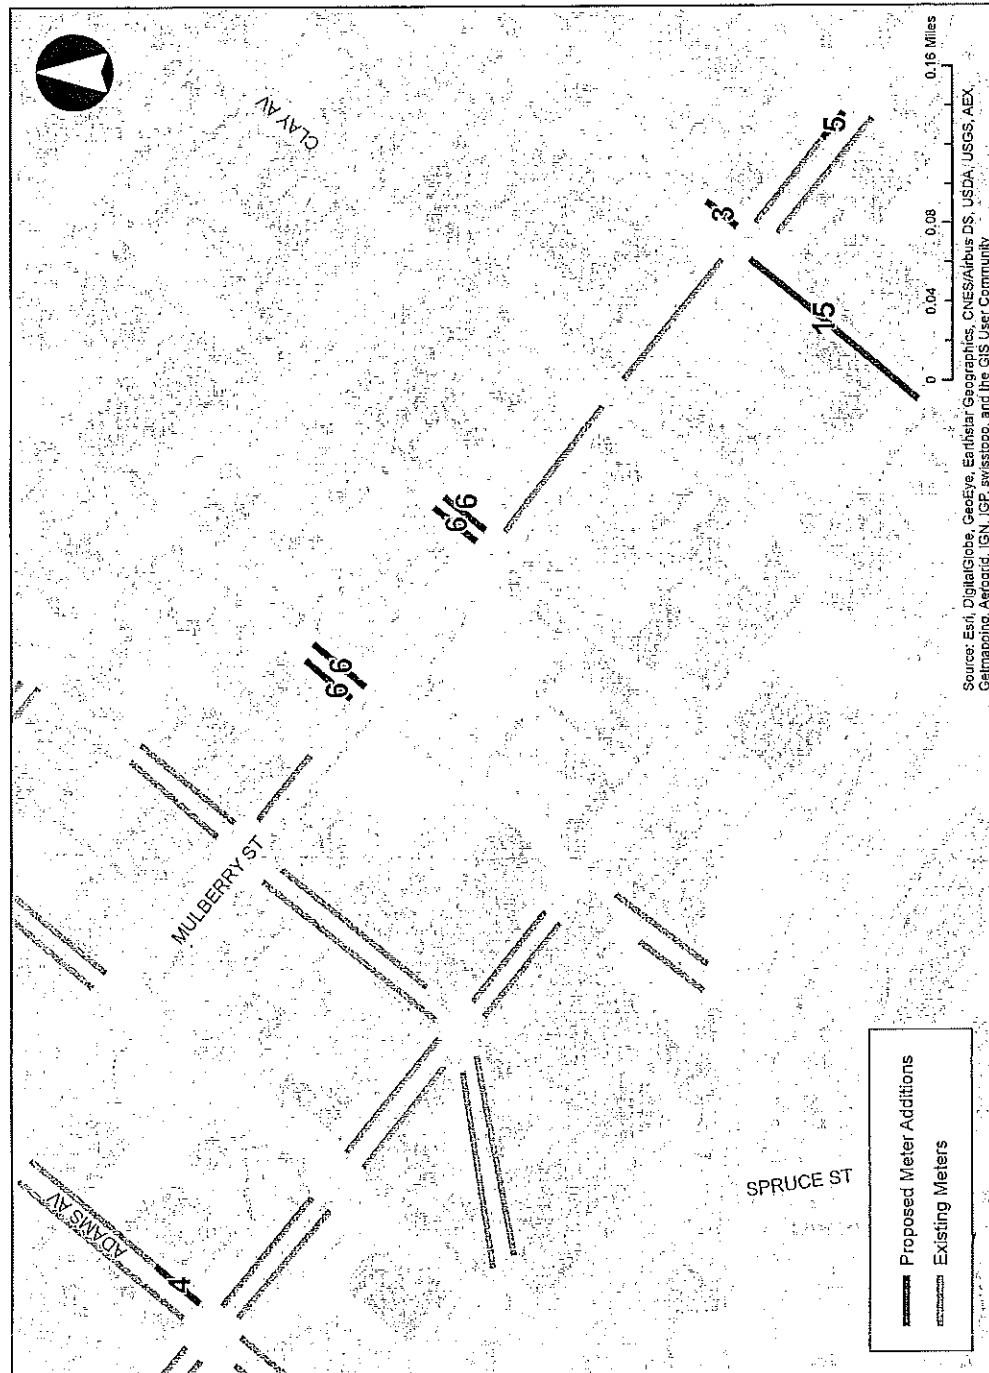 CLAY AV
MULBERRY ST
ADAMS AV
SPRUCE ST
4
6
6
6
6
3
5
15
0
0.04
0.08
0.16 Miles
Proposed Meter Additions
Existing Meters
Source: Esri, DigitalGlobe, GeoEye, Earthstar Geographics, CNES/Airbus DS, USDA, USGS, AEX,
Getmapping, Aerogrid, IGN, IGP, swisstopo, and the GIS User Community